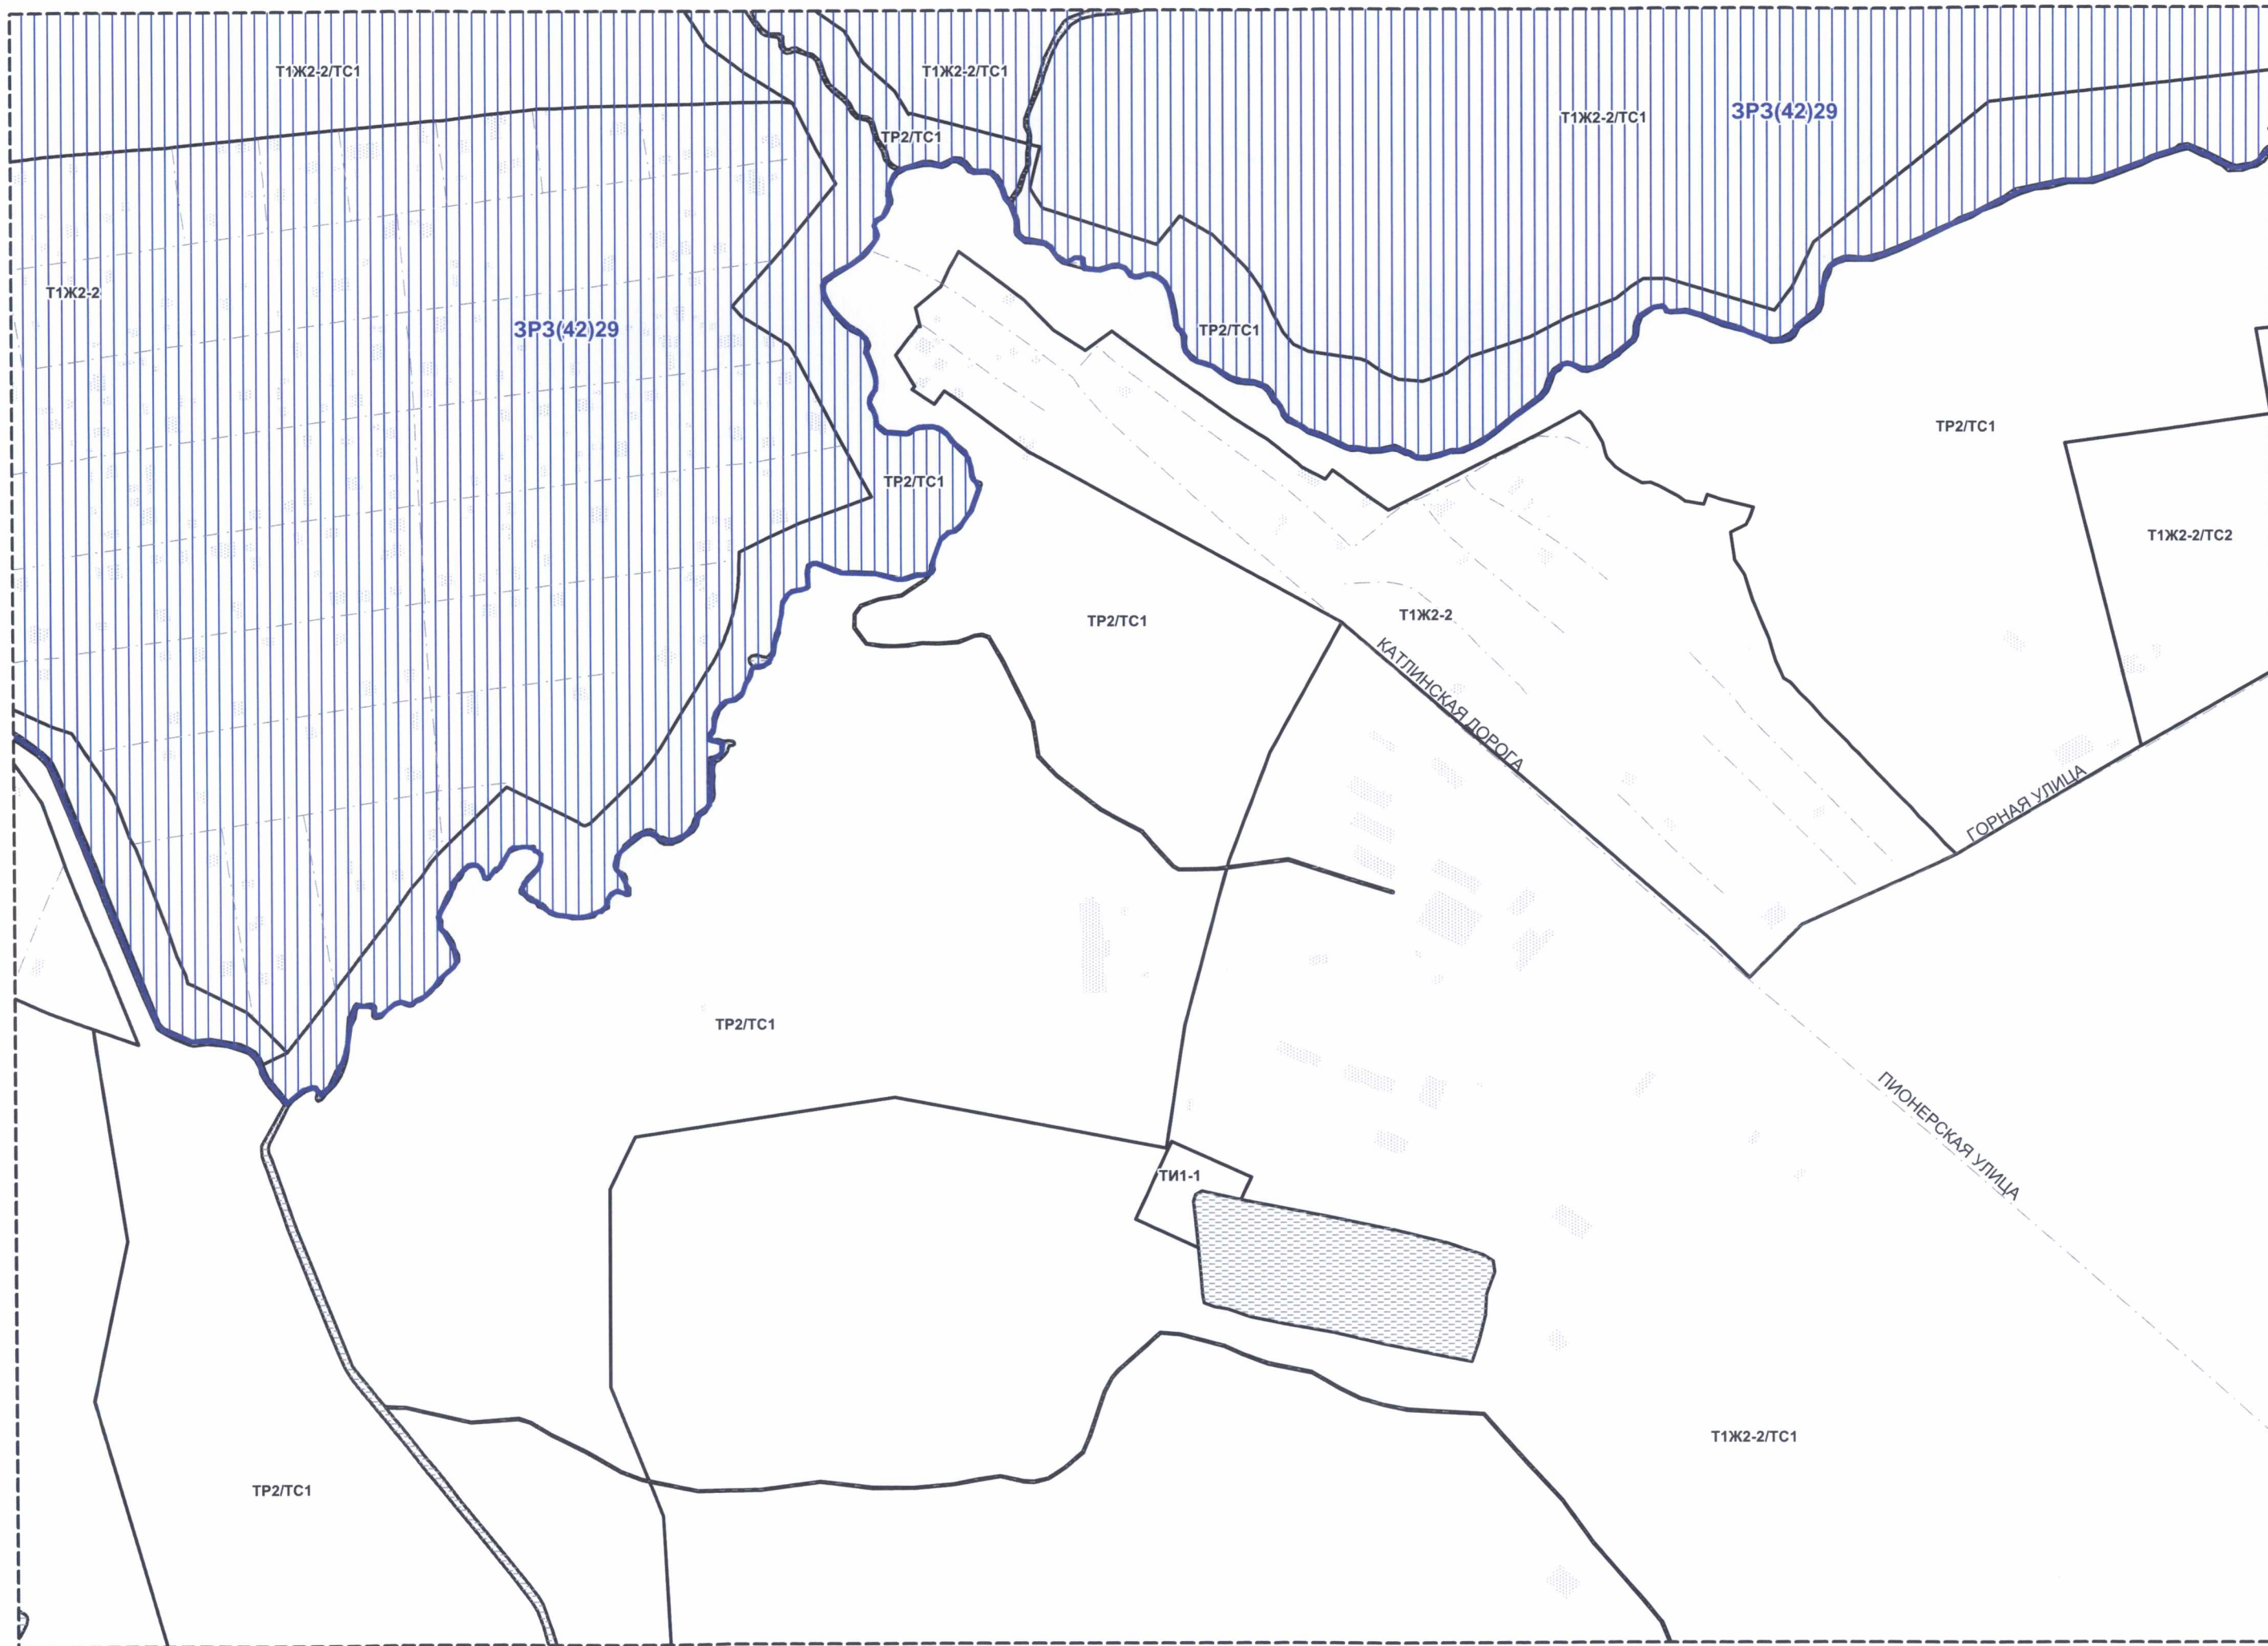 Т1Ж2-2/ТС1
Т1Ж2-2/ТС1
Т1Ж2-2/ТС1
ЗРЗ(42)29
ТР2/ТС1
Т1Ж2-2
ЗРЗ(42)29
ТР2/ТС1
ТР2/ТС1
ТР2/ТС1
Т1Ж2-2/ТС2
ТР2/ТС1
Т1Ж2-2
КАТЛИНСКАЯ ДОРОГА
ГОРНАЯ УЛИЦА
ТР2/ТС1
ПИОНЕРСКАЯ УЛИЦА
ТИ1-1
Т1Ж2-2/ТС1
ТР2/ТС1